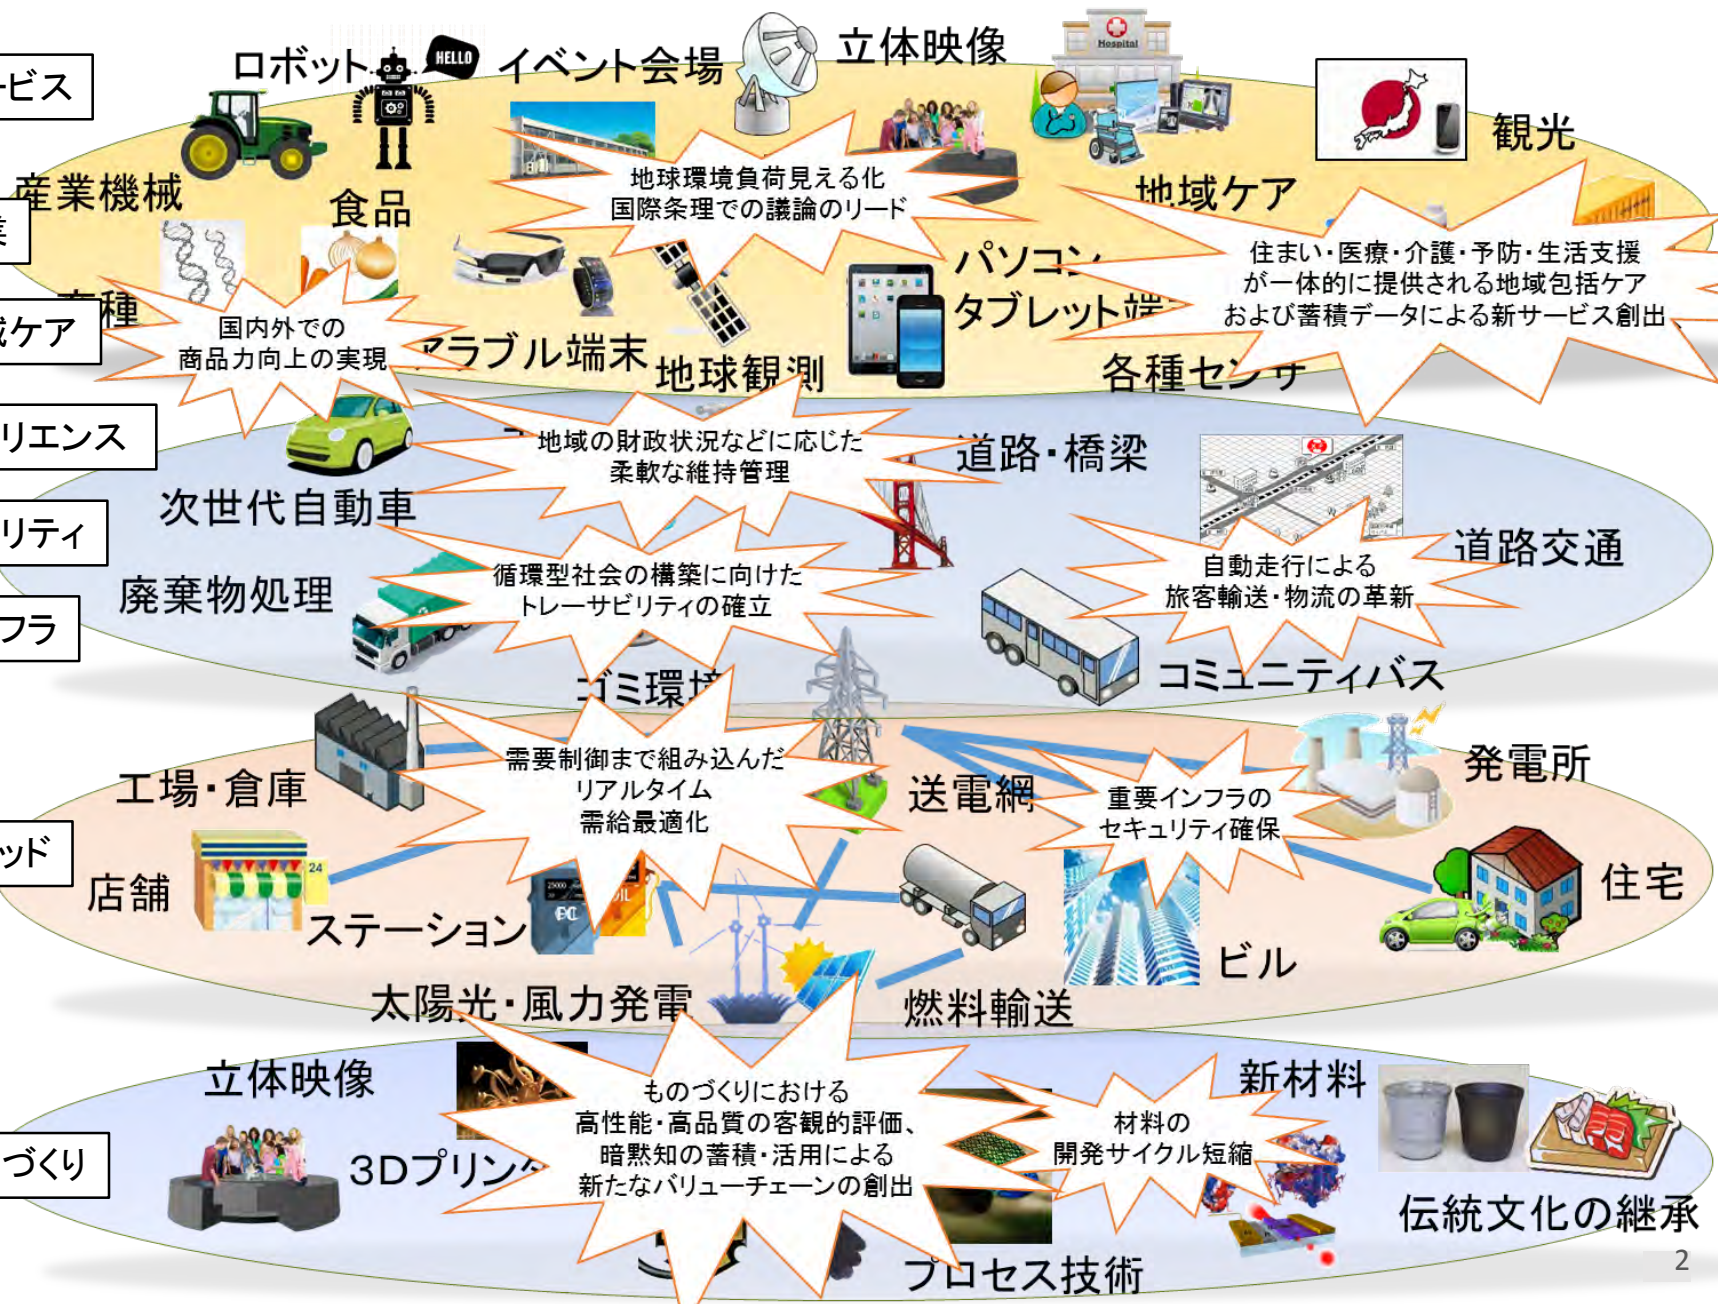 ービス
ロボット
HELLO
イベント会場
立体映像
Hospital
観光
産業機械
食品
地球環境負荷見える化
国際条理での議論のリード
地域ケア
業
パソコン
タブレット端
住まい・医療・介護・予防・生活支援
が一体的に提供される地域包括ケア
および蓄積データによる新サービス創出
種
域ケア
国内外での
商品力向上の実現
アラブル端末
地球観測
各種センサ
リエンス
地域の財政状況などに応じた
柔軟な維持管理
道路・橋梁
次世代自動車
リティ
道路交通
自動走行による
旅客輸送・物流の革新
廃棄物処理
循環型社会の構築に向けた
トレーサビリティの確立
フラ
ゴミ環境
コミュニティバス
需要制御まで組み込んだ
リアルタイム
需給最適化
工場・倉庫
送電網
重要インフラの
セキュリティ確保
発電所
ッド
店舗
24
住宅
ステーション
25000
EC
OIL
ビル
太陽光・風力発電
燃料輸送
立体映像
ものづくりにおける
高性能・高品質の客観的評価、
暗黙知の蓄積・活用による
新たなバリューチェーンの創出
新材料
材料の
開発サイクル短縮
づくり
3Dプリンタ
伝統文化の継承
プロセス技術
2